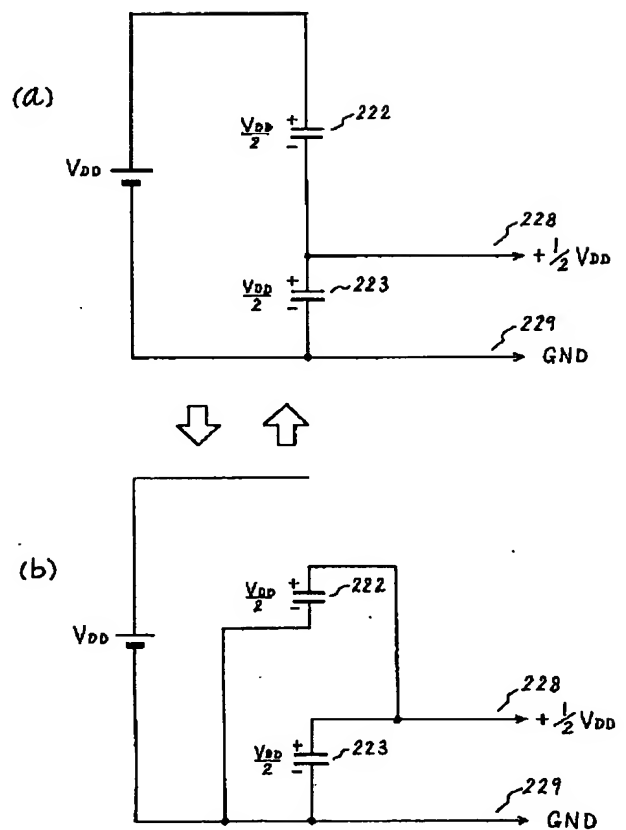 (a)
222
VDD/2
+
-
VDD
228
+ 1/2 VDD
VDD/2
+
-
223
229
GND
(b)
VDD/2
+
-
222
VDD
228
+ 1/2 VDD
VDD/2
+
-
223
229
GND